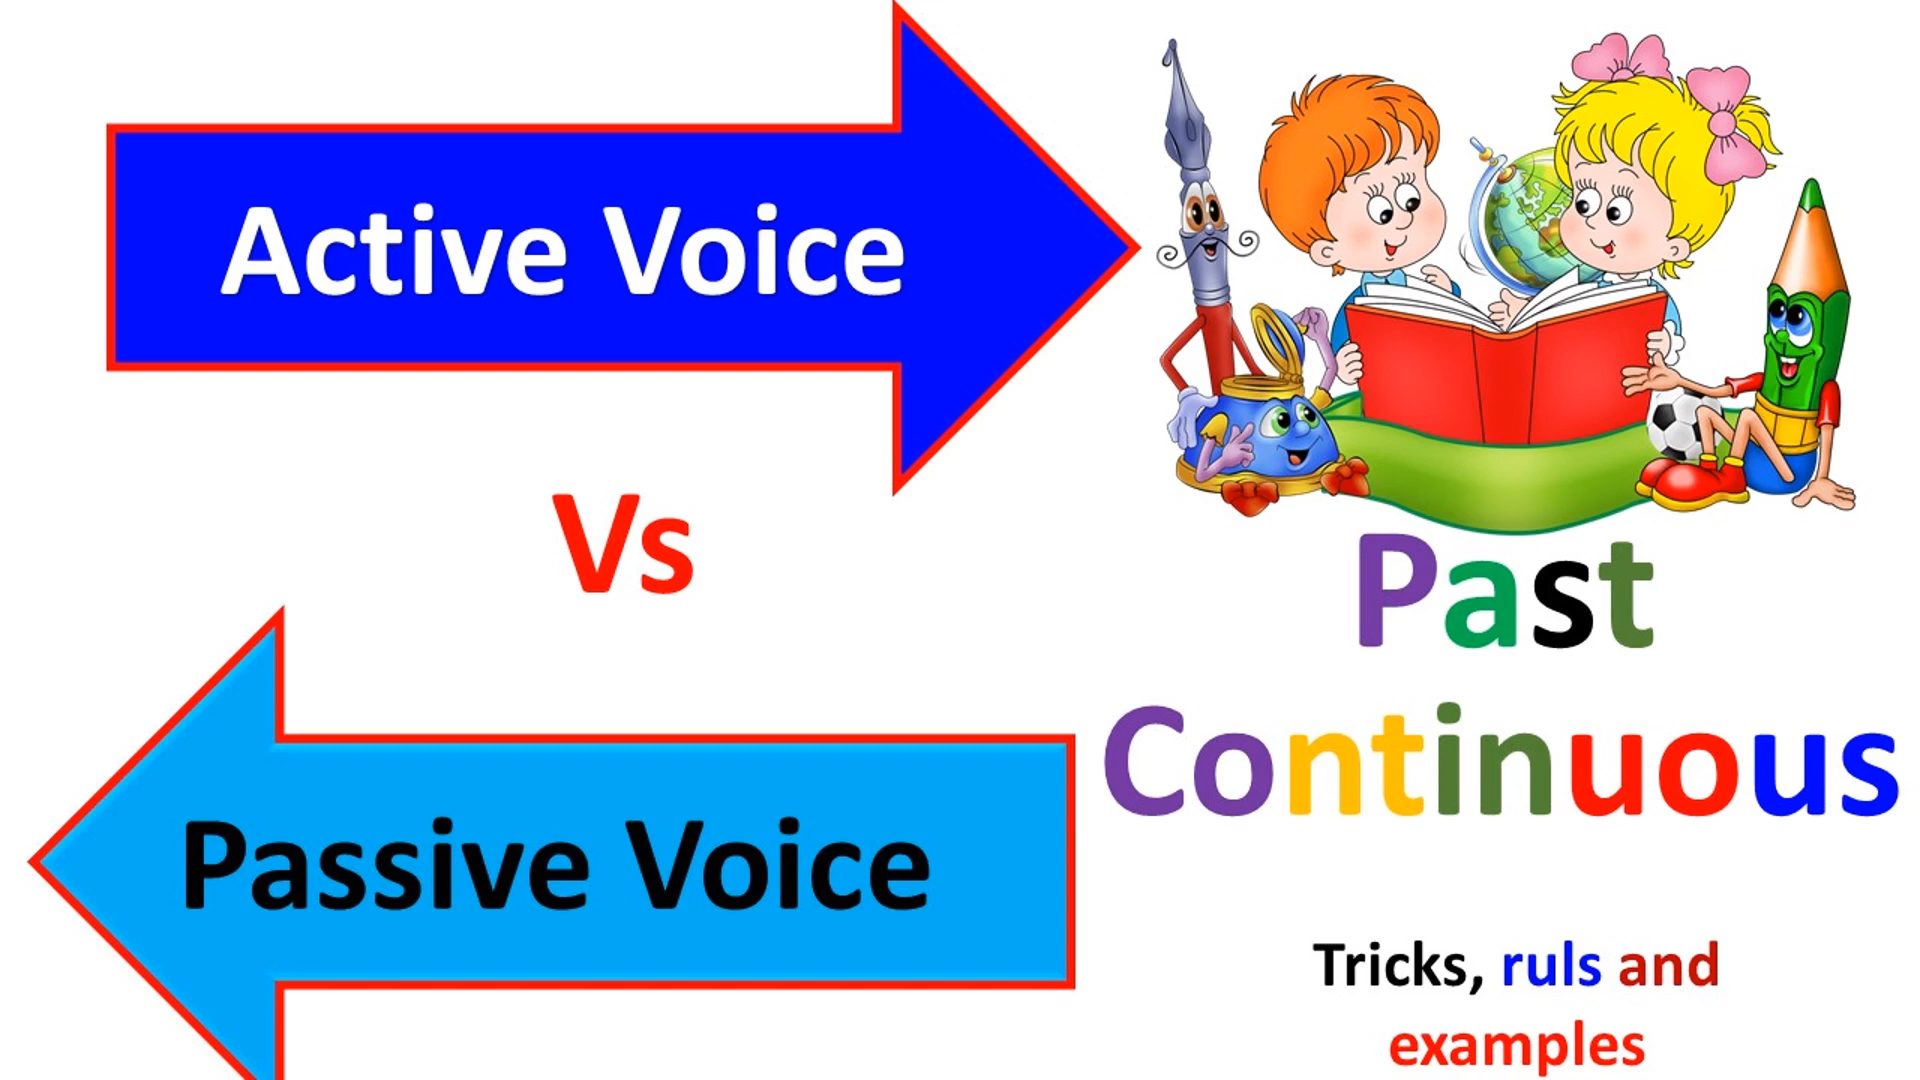 Active Voice
Vs
Passive Voice
Past
Continuous
Tricks, ruls and
examples